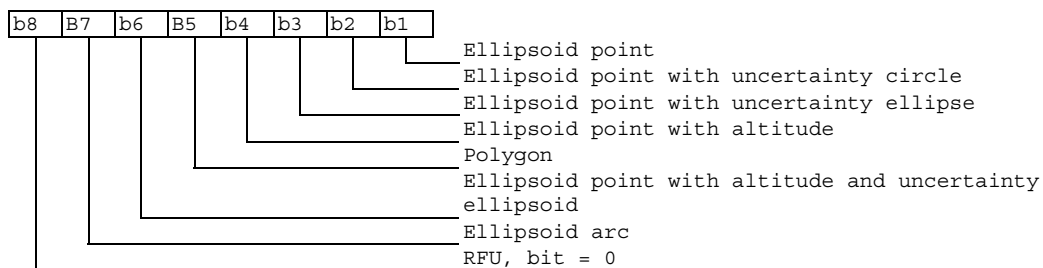 b8 B7 b6 B5 b4 b3 b2 b1
Ellipsoid point
Ellipsoid point with uncertainty circle
Ellipsoid point with uncertainty ellipse
Ellipsoid point with altitude
Polygon
Ellipsoid point with altitude and uncertainty
ellipsoid
Ellipsoid arc
RFU, bit = 0